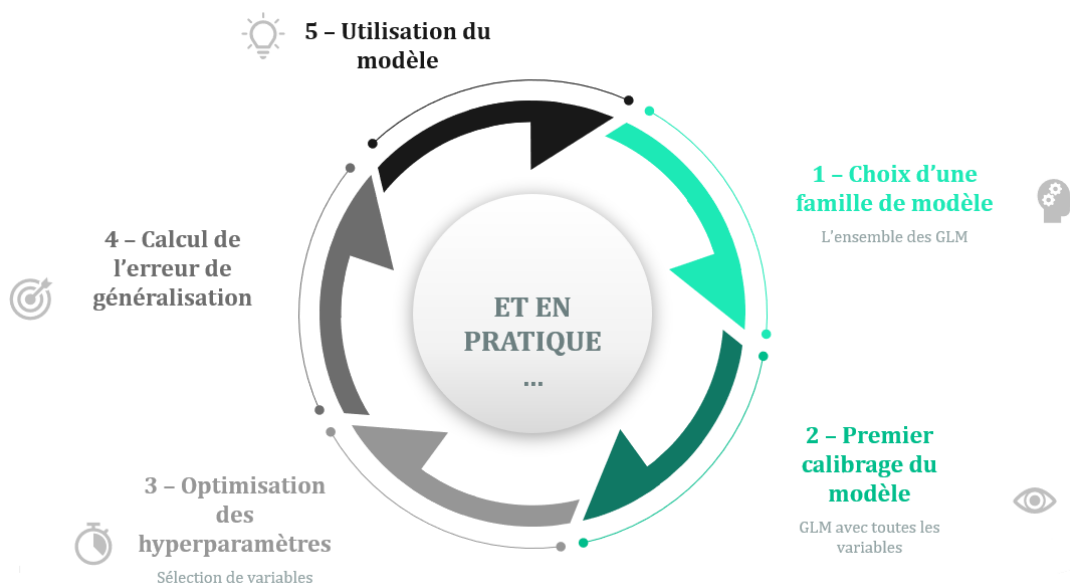 5 – Utilisation du
modèle
1 – Choix d’une
famille de modèle
L’ensemble des GLM
2 – Premier
calibrage du
modèle
GLM avec toutes les
variables
3 – Optimisation
des
hyperparamètres
Sélection de variables
4 – Calcul de
l’erreur de
généralisation
ET EN
PRATIQUE
...